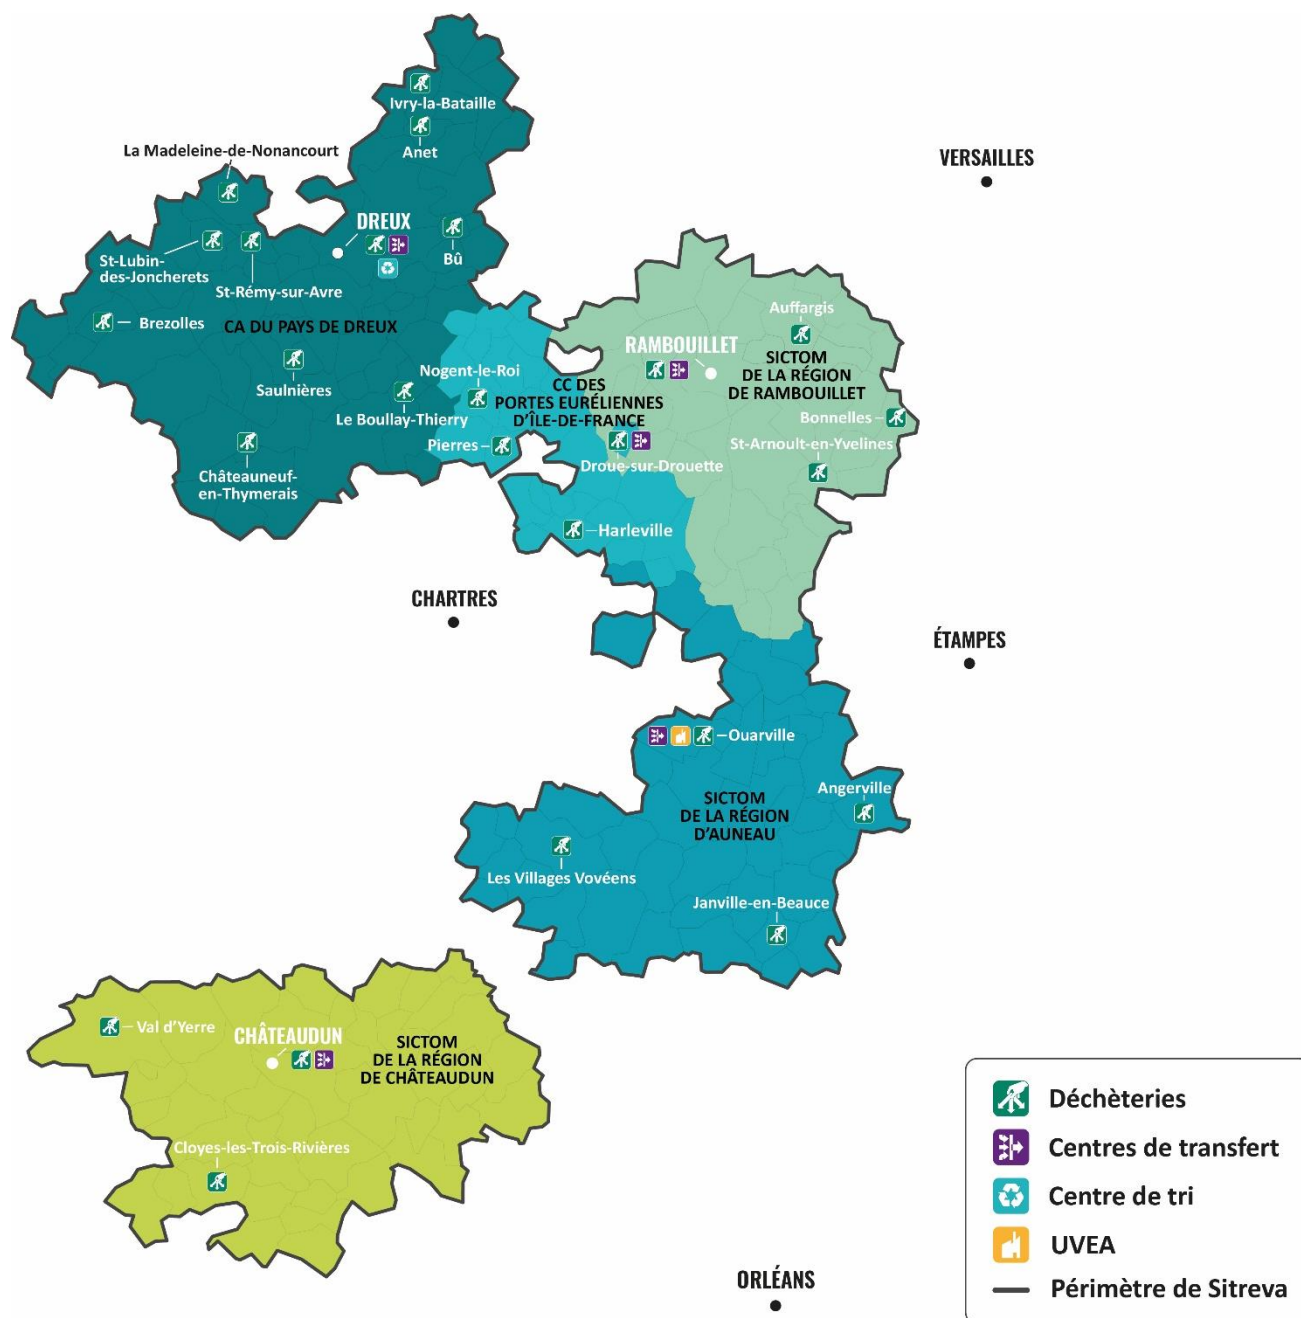 Ivry-la-Bataille
Anet
La Madeleine-de-Nonancourt
VERSAILLES
DREUX
St-Lubin-
des-Joncherets
St-Rémy-sur-Avre
Bû
Brezolles
CA DU PAYS DE DREUX
Auffargis
RAMBOUILLET
SICTOM
DE LA RÉGION
DE RAMBOUILLET
Saulnières
Nogent-le-Roi
CC DES
PORTES EURÉLIENNES
D'ÎLE-DE-FRANCE
Le Boullay-Thierry
Bonnelles
Pierres
St-Arnoult-en-Yvelines
Droue-sur-Drouette
Châteauneuf-
en-Thymerais
Harleville
CHARTRES
ÉTAMPES
Ouarville
Angerville
SICTOM
DE LA RÉGION
D'AUNEAU
Les Villages Vovéens
Janville-en-Beauce
Val d'Yerre
CHÂTEAUDUN
SICTOM
DE LA RÉGION
DE CHÂTEAUDUN
Cloyes-les-Trois-Rivières
ORLÉANS
Déchèteries
Centres de transfert
Centre de tri
UVEA
Périmètre de Sitreva